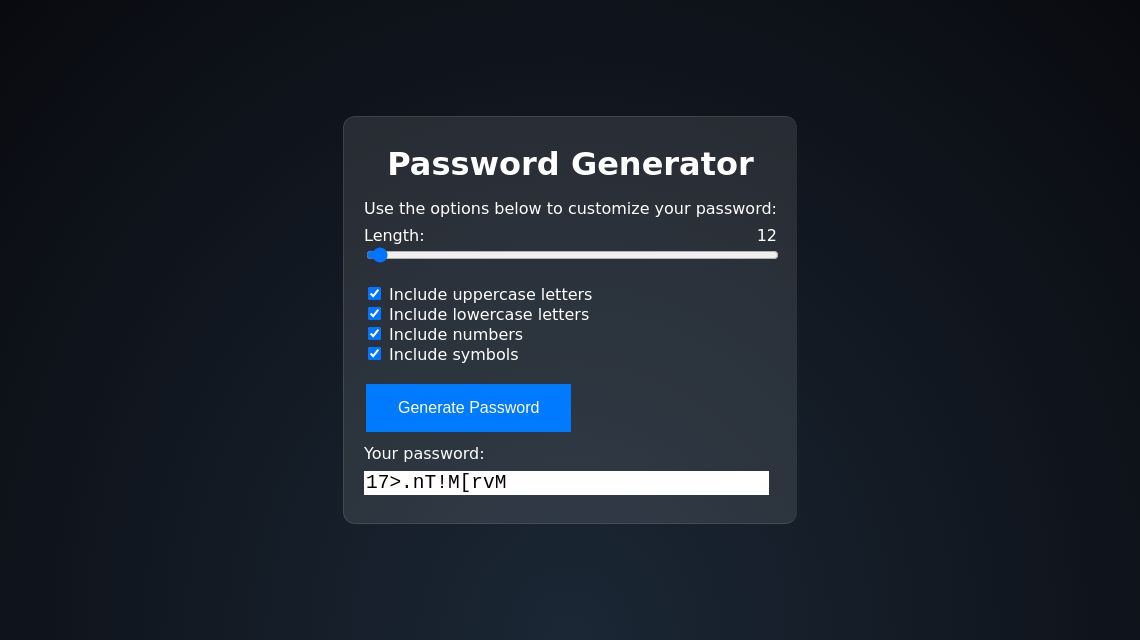 Password Generator
Use the options below to customize your password:
Length: 12
Include uppercase letters
Include lowercase letters
Include numbers
Include symbols
Generate Password
Your password:
17>.nT!M[rvM